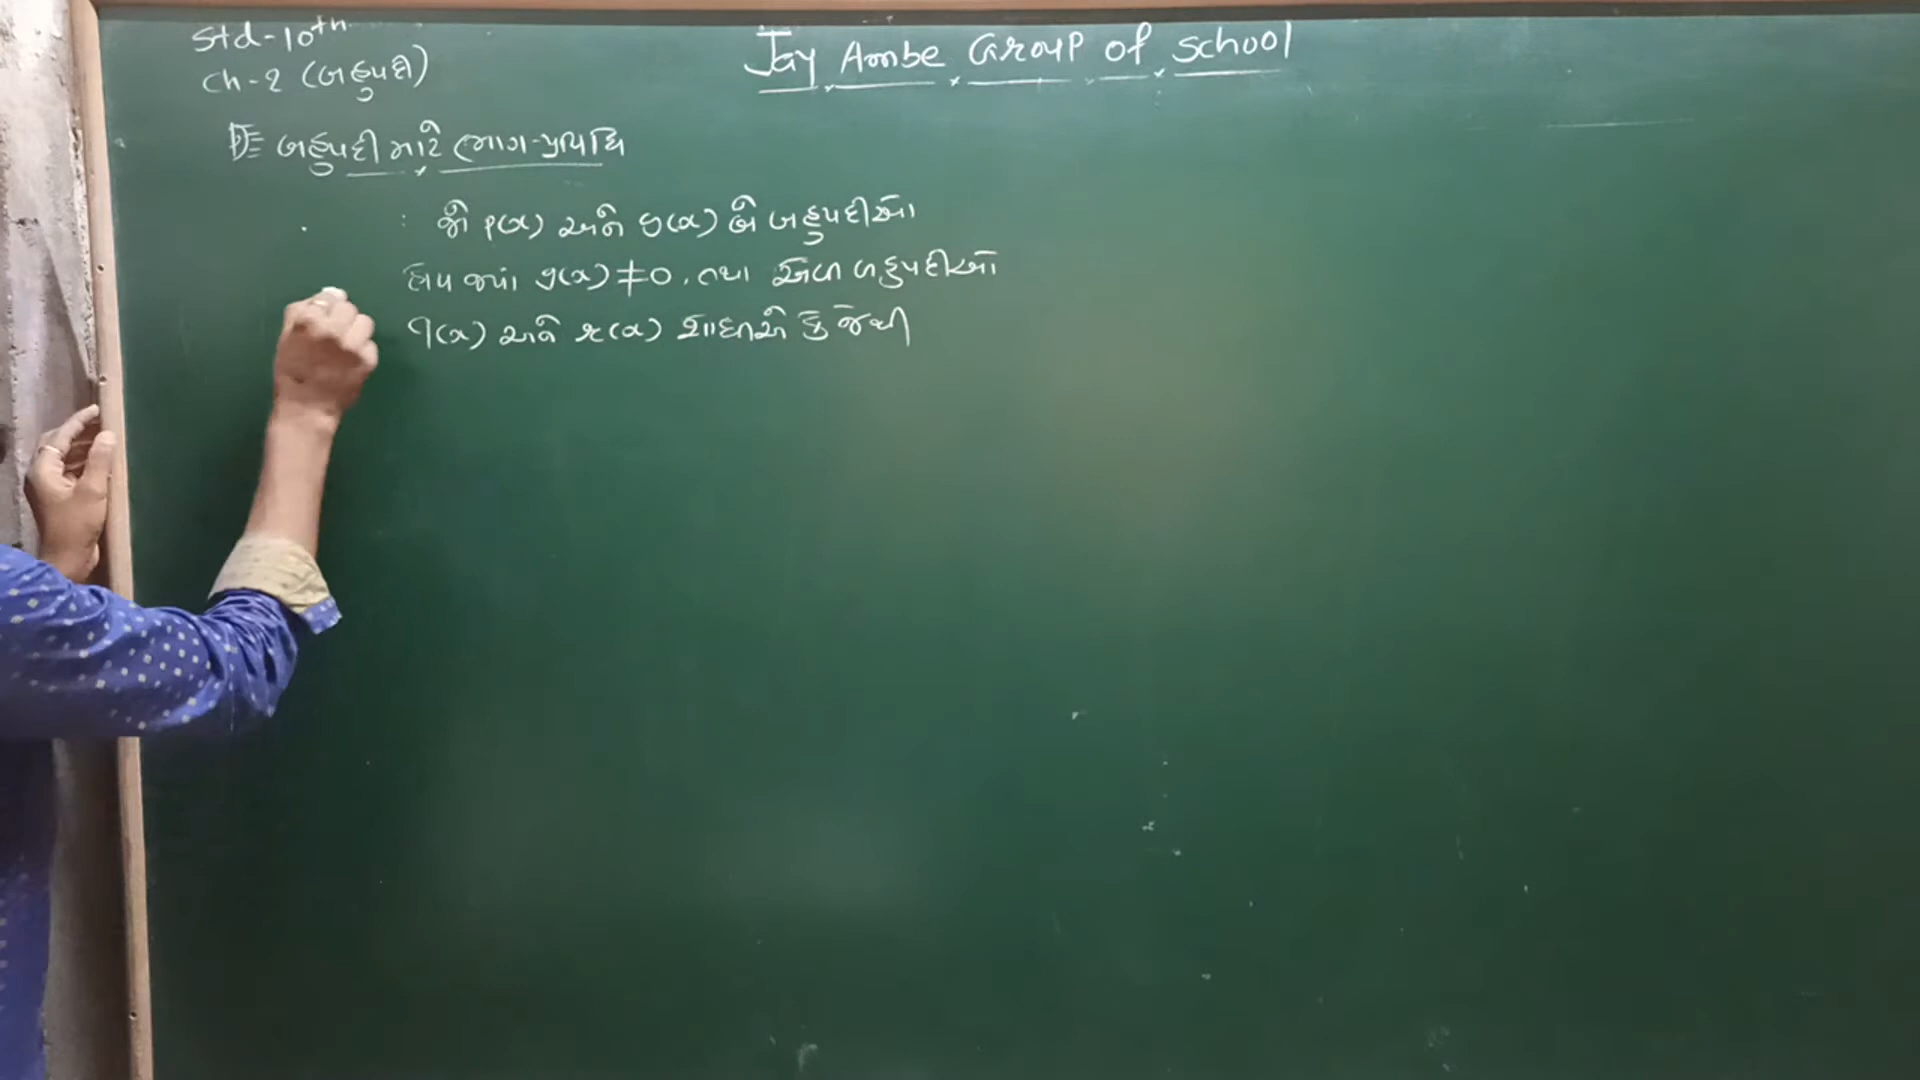 Std-10th
Ch-2 (બહુપદી)
Jay Ambe Group of School
બહુપદી માટે ભાગ-પ્રવિધિ
: જો p(x) અને g(x) બે બહુપદીઓ
હોય જ્યાં g(x) ≠ 0, તથા એવી બહુપદીઓ
q(x) અને r(x) શોધીએ કે જેથી